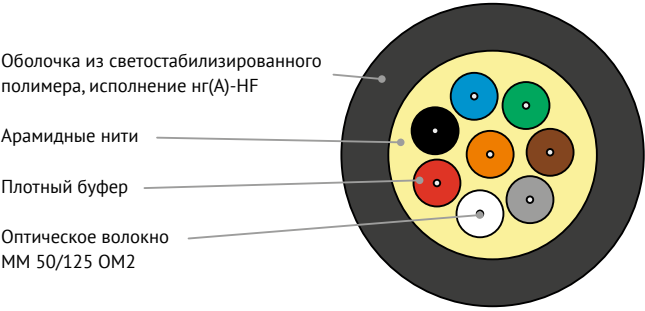 Оболочка из светостабилизированного
полимера, исполнение нг(А)-HF
Арамидные нити
Плотный буфер
Оптическое волокно
ММ 50/125 ОМ2